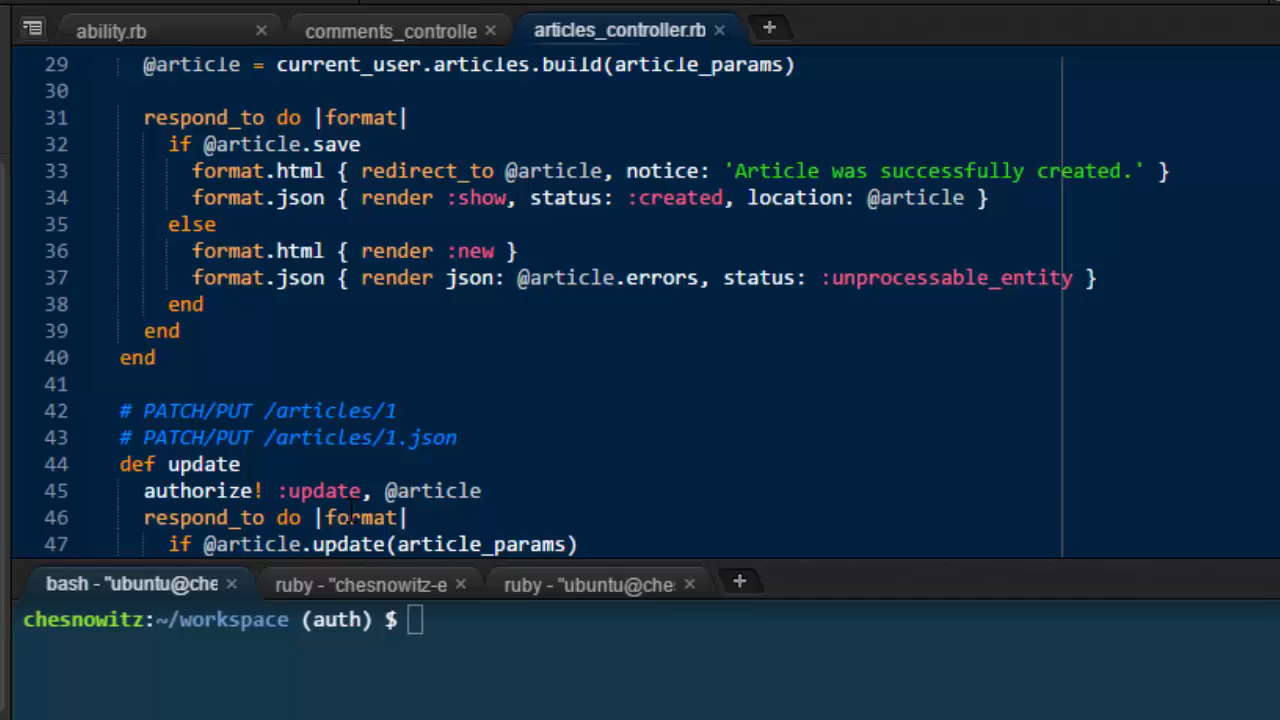 ability.rb × comments_controlle × articles_controller.rb × +
29 @article = current_user.articles.build(article_params)
30
31 respond_to do |format|
32 if @article.save
33 format.html { redirect_to @article, notice: 'Article was successfully created.' }
34 format.json { render :show, status: :created, location: @article }
35 else
36 format.html { render :new }
37 format.json { render json: @article.errors, status: :unprocessable_entity }
38 end
39 end
40 end
41
42 # PATCH/PUT /articles/1
43 # PATCH/PUT /articles/1.json
44 def update
45 authorize! :update, @article
46 respond_to do |format|
47 if @article.update(article_params)
bash - "ubuntu@che × ruby - "chesnowitz-e × ruby - "ubuntu@che × +
chesnowitz:~/workspace (auth) $